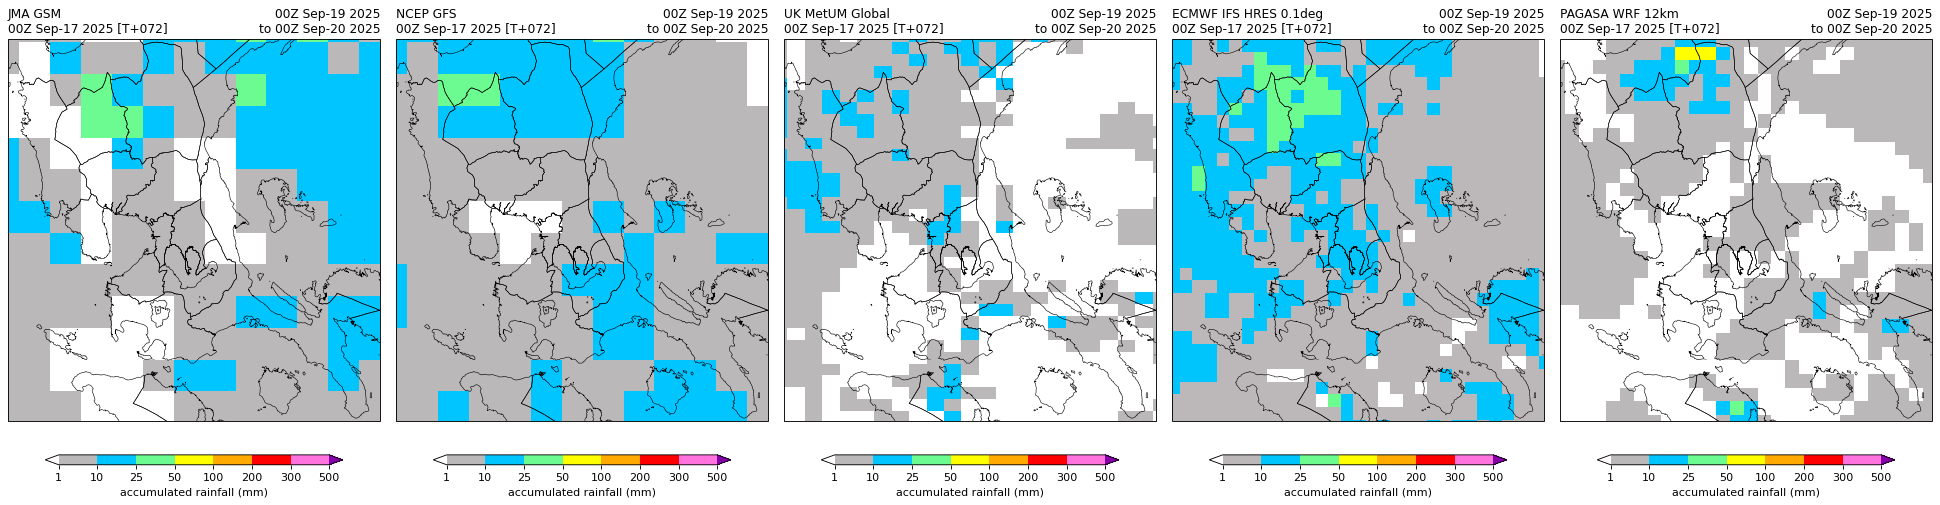 JMA GSM 00Z Sep-19 2025
00Z Sep-17 2025 [T+072] to 00Z Sep-20 2025
NCEP GFS 00Z Sep-19 2025
00Z Sep-17 2025 [T+072] to 00Z Sep-20 2025
UK MetUM Global 00Z Sep-19 2025
00Z Sep-17 2025 [T+072] to 00Z Sep-20 2025
ECMWF IFS HRES 0.1deg 00Z Sep-19 2025
00Z Sep-17 2025 [T+072] to 00Z Sep-20 2025
PAGASA WRF 12km 00Z Sep-19 2025
00Z Sep-17 2025 [T+072] to 00Z Sep-20 2025
1 10 25 50 100 200 300 500
accumulated rainfall (mm)
1 10 25 50 100 200 300 500
accumulated rainfall (mm)
1 10 25 50 100 200 300 500
accumulated rainfall (mm)
1 10 25 50 100 200 300 500
accumulated rainfall (mm)
1 10 25 50 100 200 300 500
accumulated rainfall (mm)